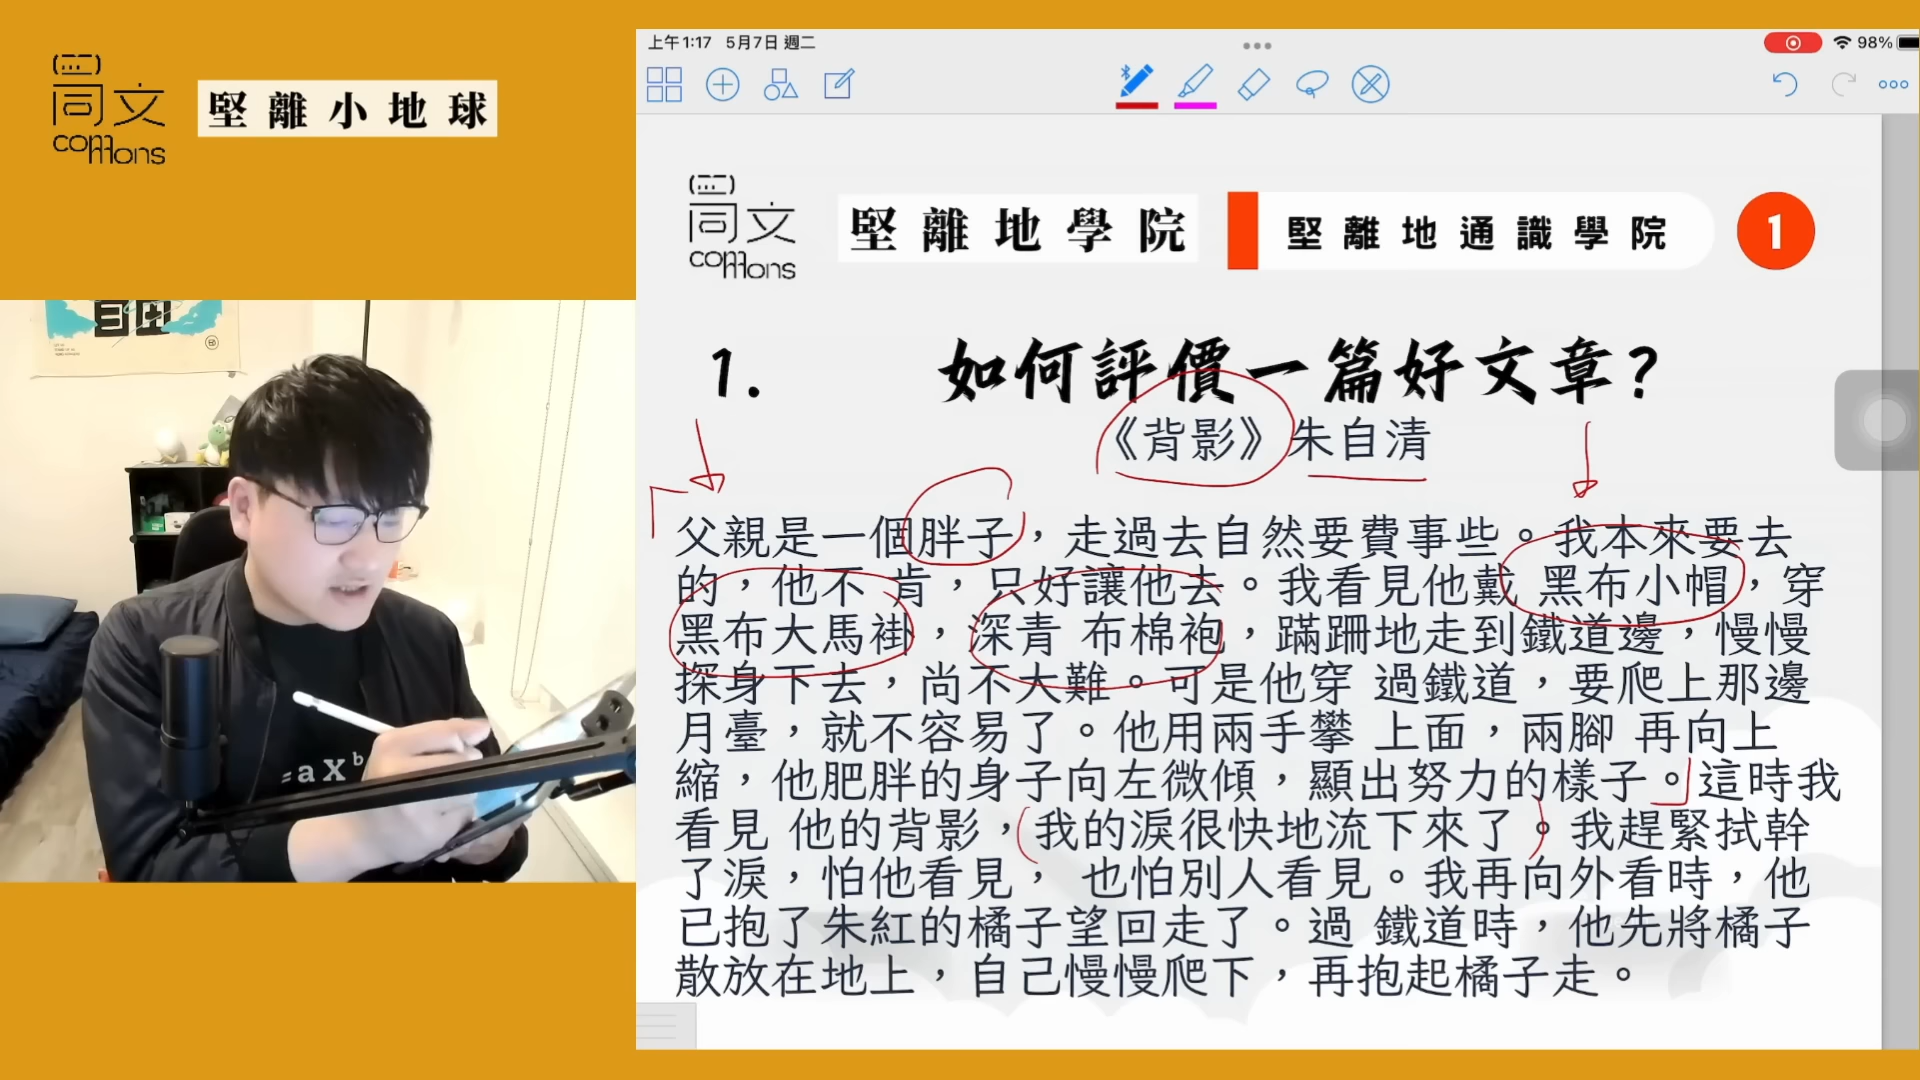 同文
commons
堅離小地球
自由
=axᵇ
上午1:17 5月7日 週二
98%
同文
commons
堅離地學院
堅離地通識學院
1
1. 如何評價一篇好文章?
《背影》朱自清
父親是一個胖子，走過去自然要費事些。我本來要去
的，他不 肯，只好讓他去。我看見他戴 黑布小帽，穿
黑布大馬褂，深青 布棉袍，蹣跚地走到鐵道邊，慢慢
探身下去，尚不大難。可是他穿 過鐵道，要爬上那邊
月臺，就不容易了。他用兩手攀 上面，兩腳 再向上
縮，他肥胖的身子向左微傾，顯出努力的樣子。這時我
看見 他的背影，我的淚很快地流下來了。我趕緊拭幹
了淚，怕他看見， 也怕別人看見。我再向外看時，他
已抱了朱紅的橘子望回走了。過 鐵道時，他先將橘子
散放在地上，自己慢慢爬下，再抱起橘子走。